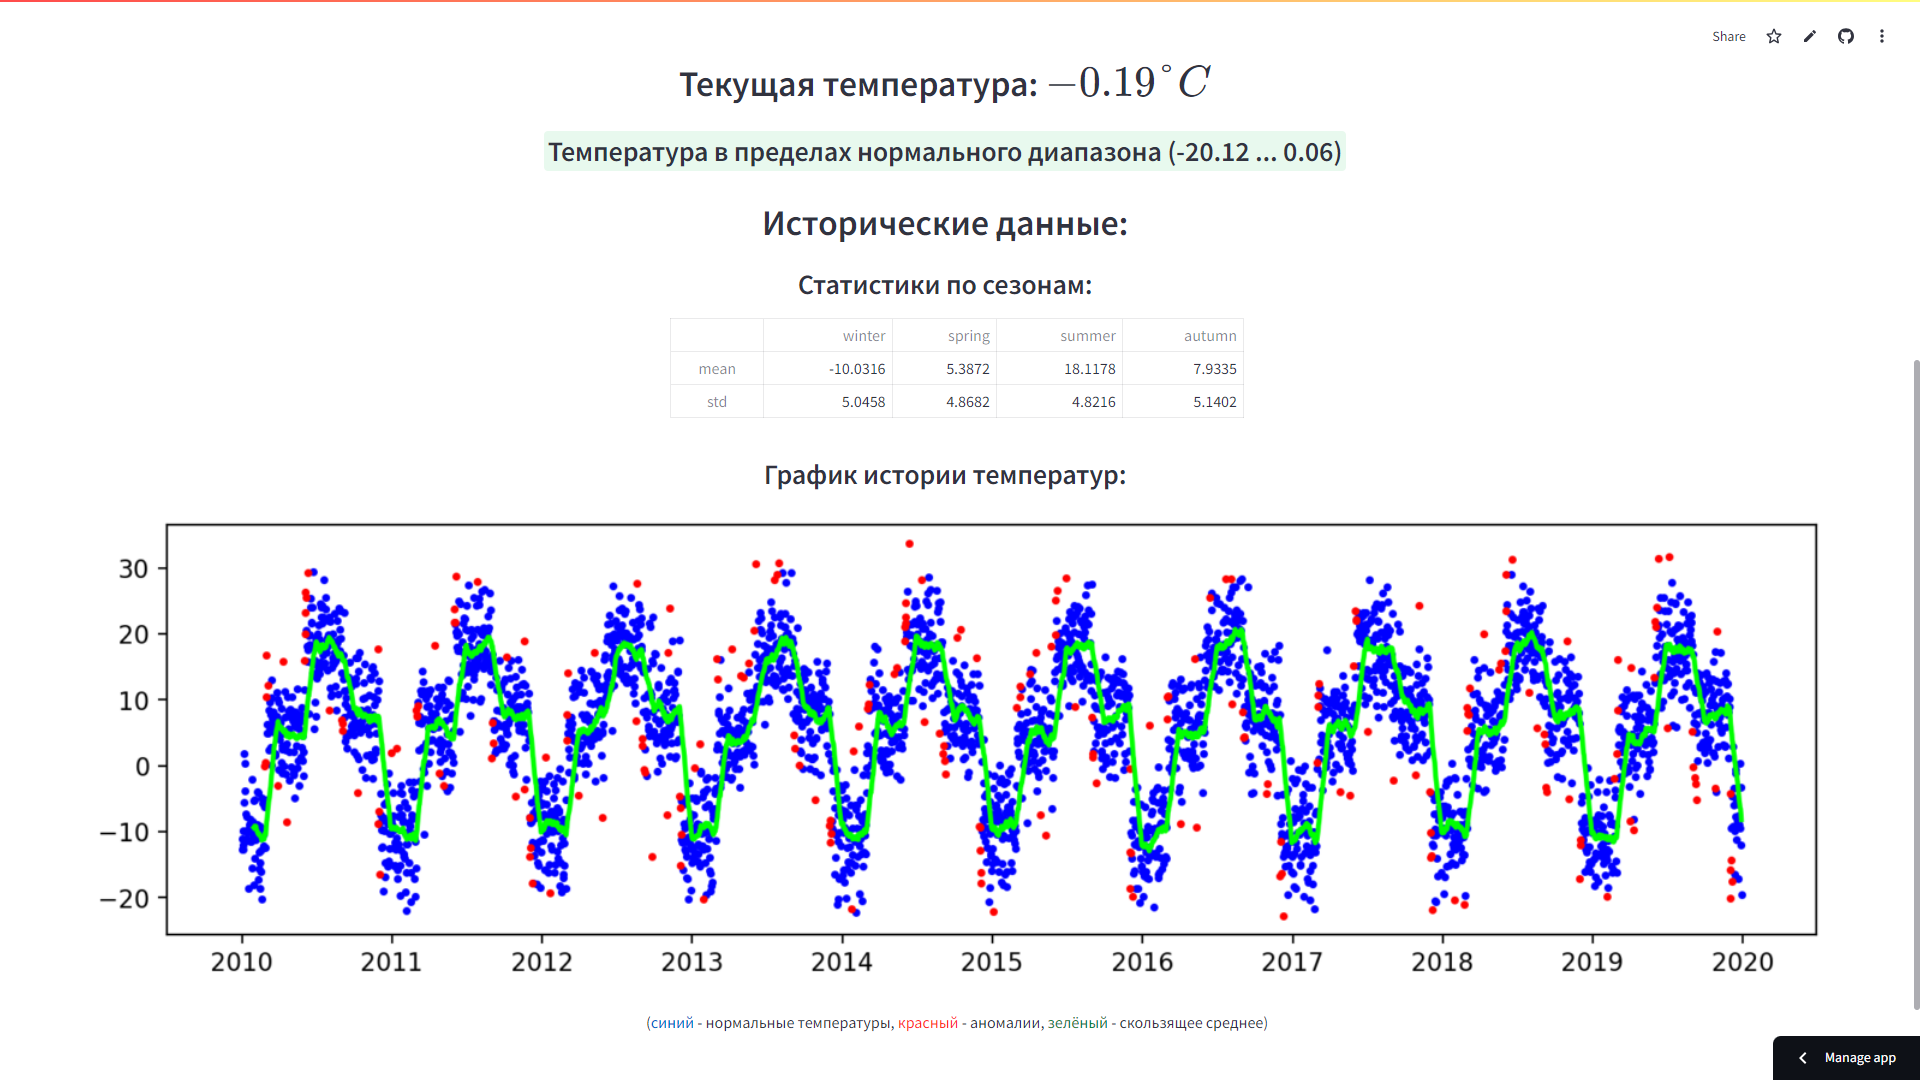 Share
Текущая температура: −0.19°C
Температура в пределах нормального диапазона (-20.12 ... 0.06)
Исторические данные:
Статистики по сезонам:
winter spring summer autumn
mean -10.0316 5.3872 18.1178 7.9335
std 5.0458 4.8682 4.8216 5.1402
График истории температур:
30
20
10
0
−10
−20
2010 2011 2012 2013 2014 2015 2016 2017 2018 2019 2020
(синий - нормальные температуры, красный - аномалии, зелёный - скользящее среднее)
Manage app